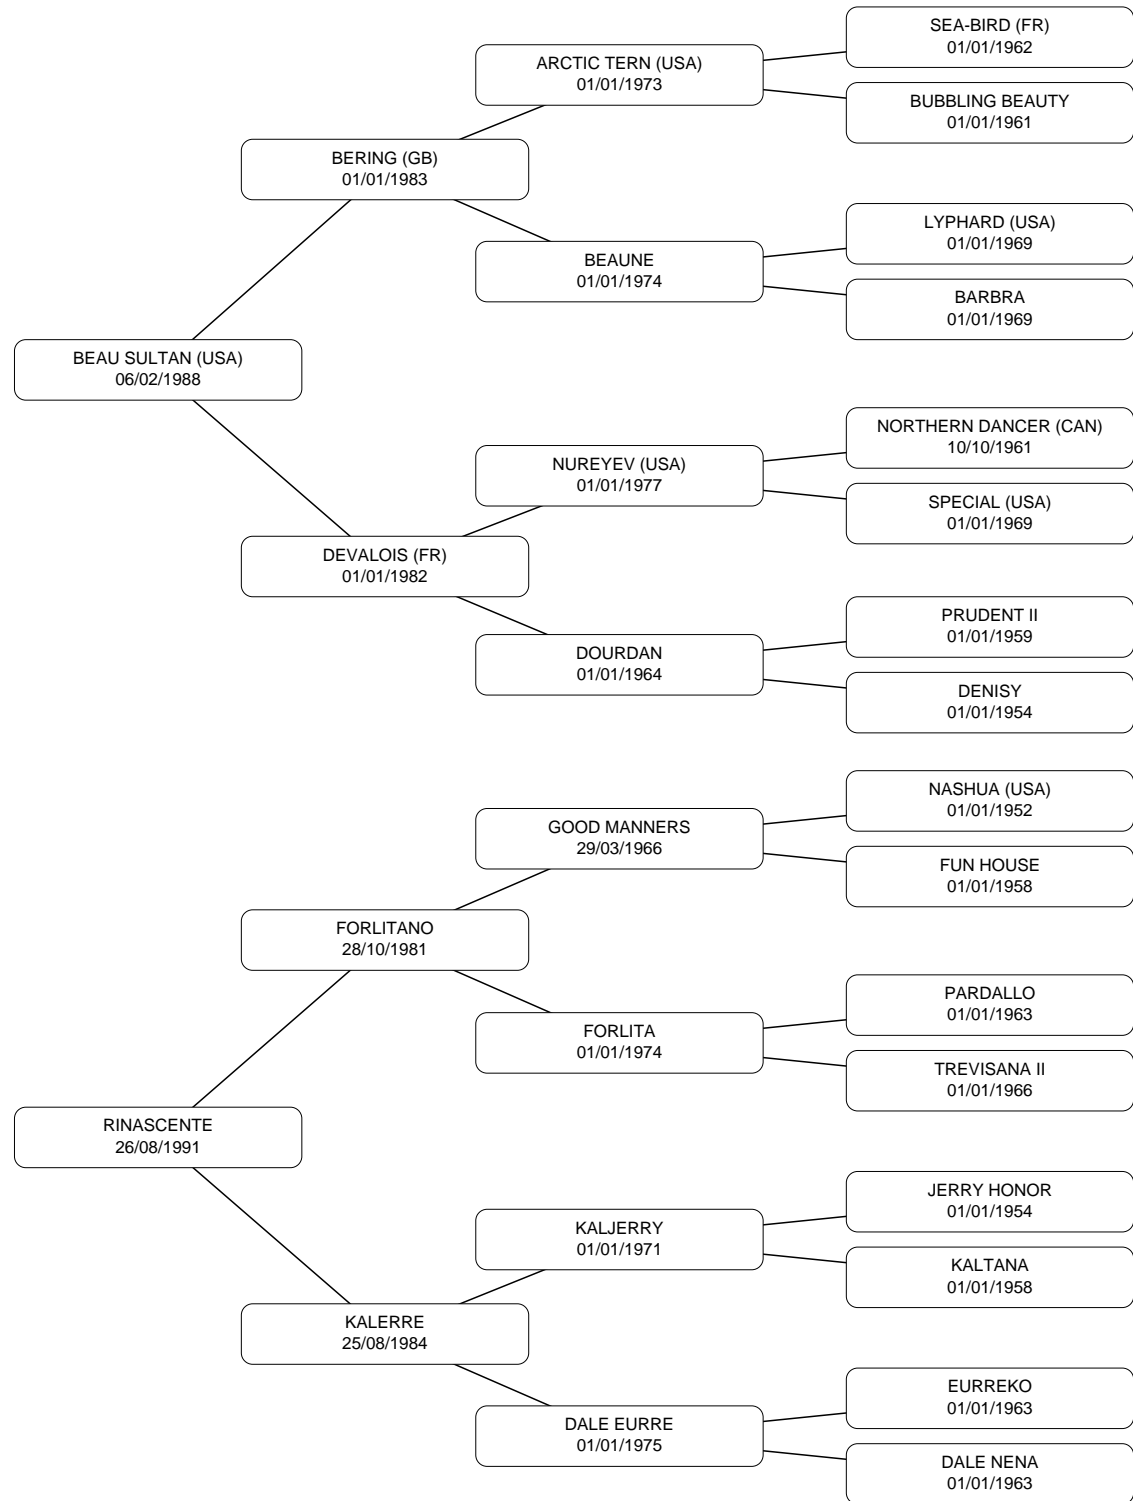 SEA-BIRD (FR)
01/01/1962
ARCTIC TERN (USA)
01/01/1973
BUBBLING BEAUTY
01/01/1961
BERING (GB)
01/01/1983
LYPHARD (USA)
01/01/1969
BEAUNE
01/01/1974
BARBRA
01/01/1969
BEAU SULTAN (USA)
06/02/1988
NORTHERN DANCER (CAN)
10/10/1961
NUREYEV (USA)
01/01/1977
SPECIAL (USA)
01/01/1969
DEVALOIS (FR)
01/01/1982
PRUDENT II
01/01/1959
DOURDAN
01/01/1964
DENISY
01/01/1954
NASHUA (USA)
01/01/1952
GOOD MANNERS
29/03/1966
FUN HOUSE
01/01/1958
FORLITANO
28/10/1981
PARDALLO
01/01/1963
FORLITA
01/01/1974
TREVISANA II
01/01/1966
RINASCENTE
26/08/1991
JERRY HONOR
01/01/1954
KALJERRY
01/01/1971
KALTANA
01/01/1958
KALERRE
25/08/1984
EURREKO
01/01/1963
DALE EURRE
01/01/1975
DALE NENA
01/01/1963